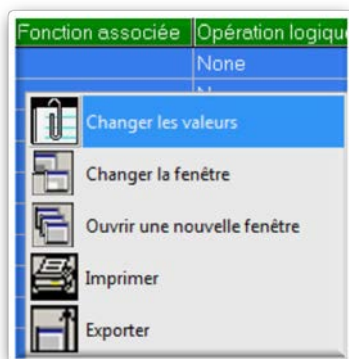 Fonction associée Opération logique
None
Changer les valeurs
Changer la fenêtre
Ouvrir une nouvelle fenêtre
Imprimer
Exporter